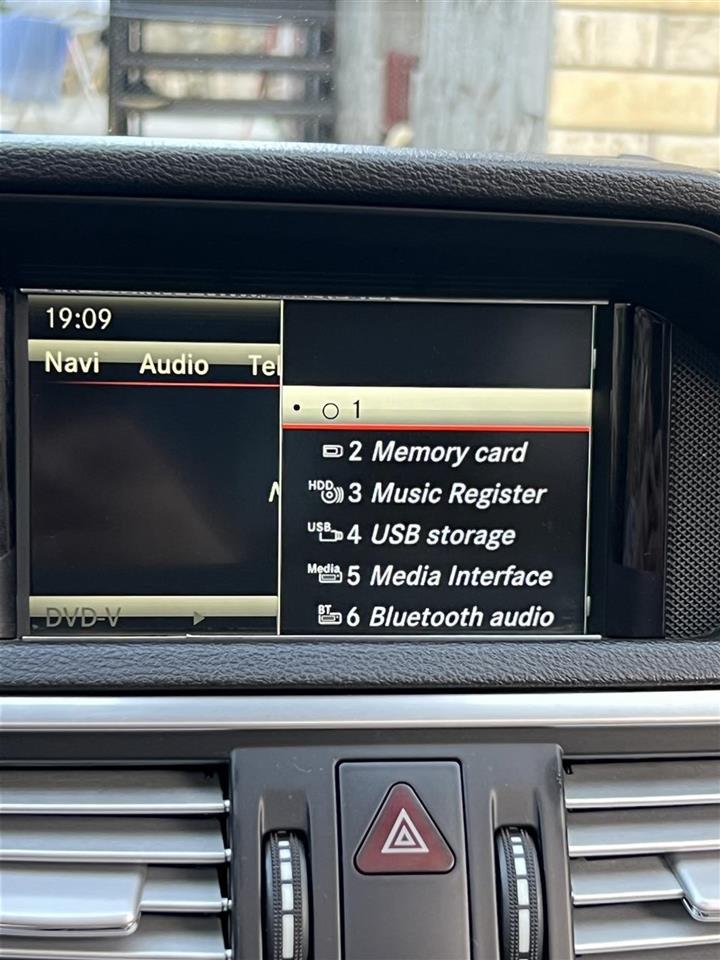 19:09
Navi Audio Tel
1
2 Memory card
HDD 3 Music Register
USB 4 USB storage
Media 5 Media Interface
BT 6 Bluetooth audio
DVD-V